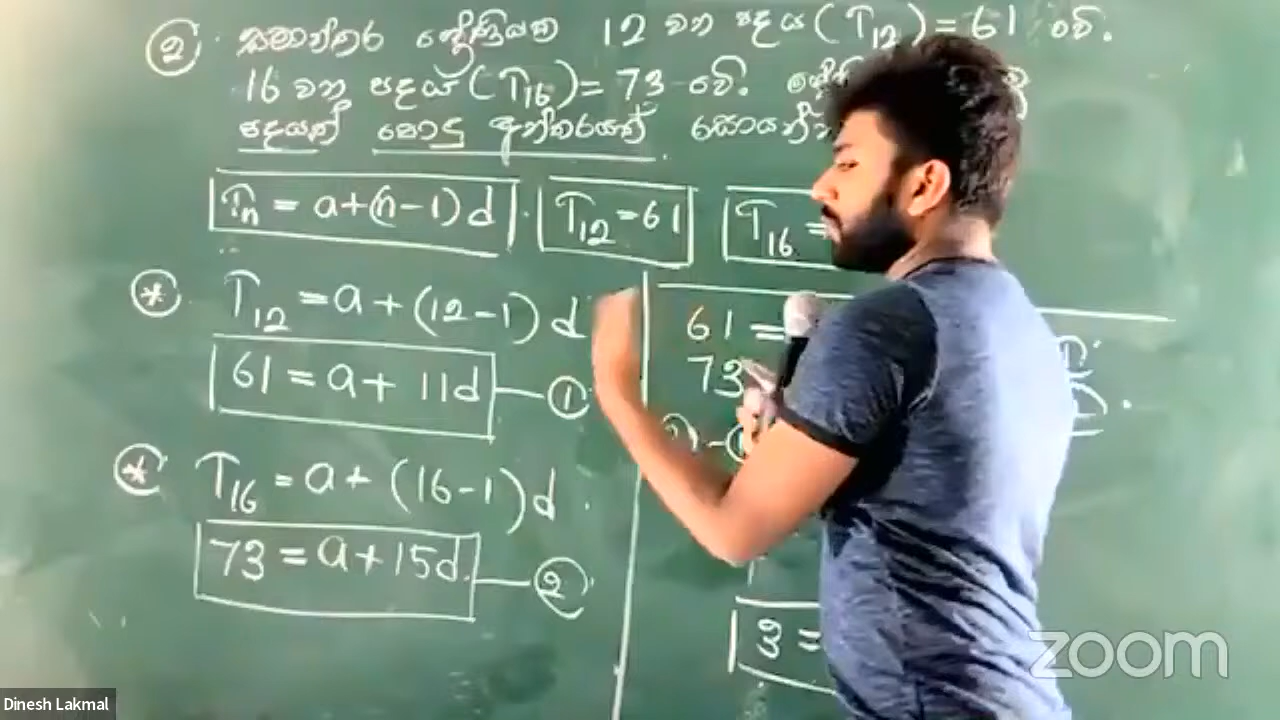 ② සමාන්තර ශ්‍රේණියක 12 වන පදය (T₁₂) = 61 වේ.
16 වන පදය (T₁₆) = 73 වේ.
පදයත් පොදු අන්තරයත් සොයන්න
Tₙ = a+(n-1)d
T₁₂ = 61
T₁₆ =
* T₁₂ = a + (12-1) d
61 = a + 11d — ①
* T₁₆ = a + (16-1) d
73 = a + 15d. — ②
61 =
73
② - ①
3 =
zoom
Dinesh Lakmal